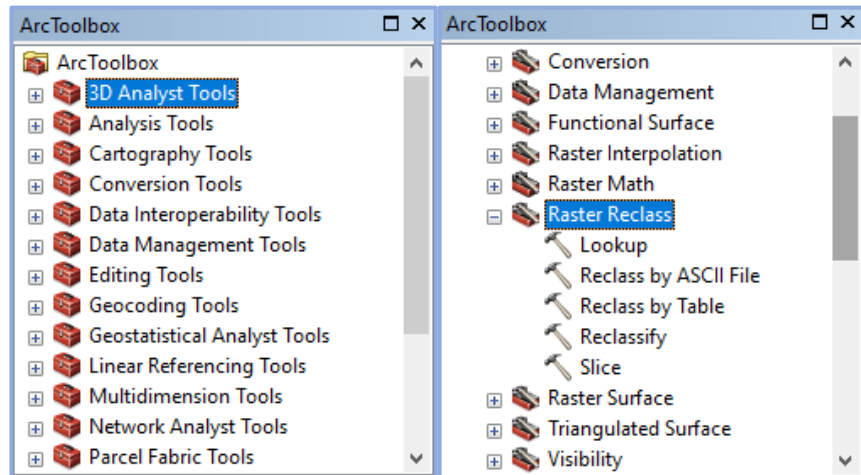 ArcToolbox
ArcToolbox
3D Analyst Tools
Analysis Tools
Cartography Tools
Conversion Tools
Data Interoperability Tools
Data Management Tools
Editing Tools
Geocoding Tools
Geostatistical Analyst Tools
Linear Referencing Tools
Multidimension Tools
Network Analyst Tools
Parcel Fabric Tools
ArcToolbox
Conversion
Data Management
Functional Surface
Raster Interpolation
Raster Math
Raster Reclass
Lookup
Reclass by ASCII File
Reclass by Table
Reclassify
Slice
Raster Surface
Triangulated Surface
Visibility